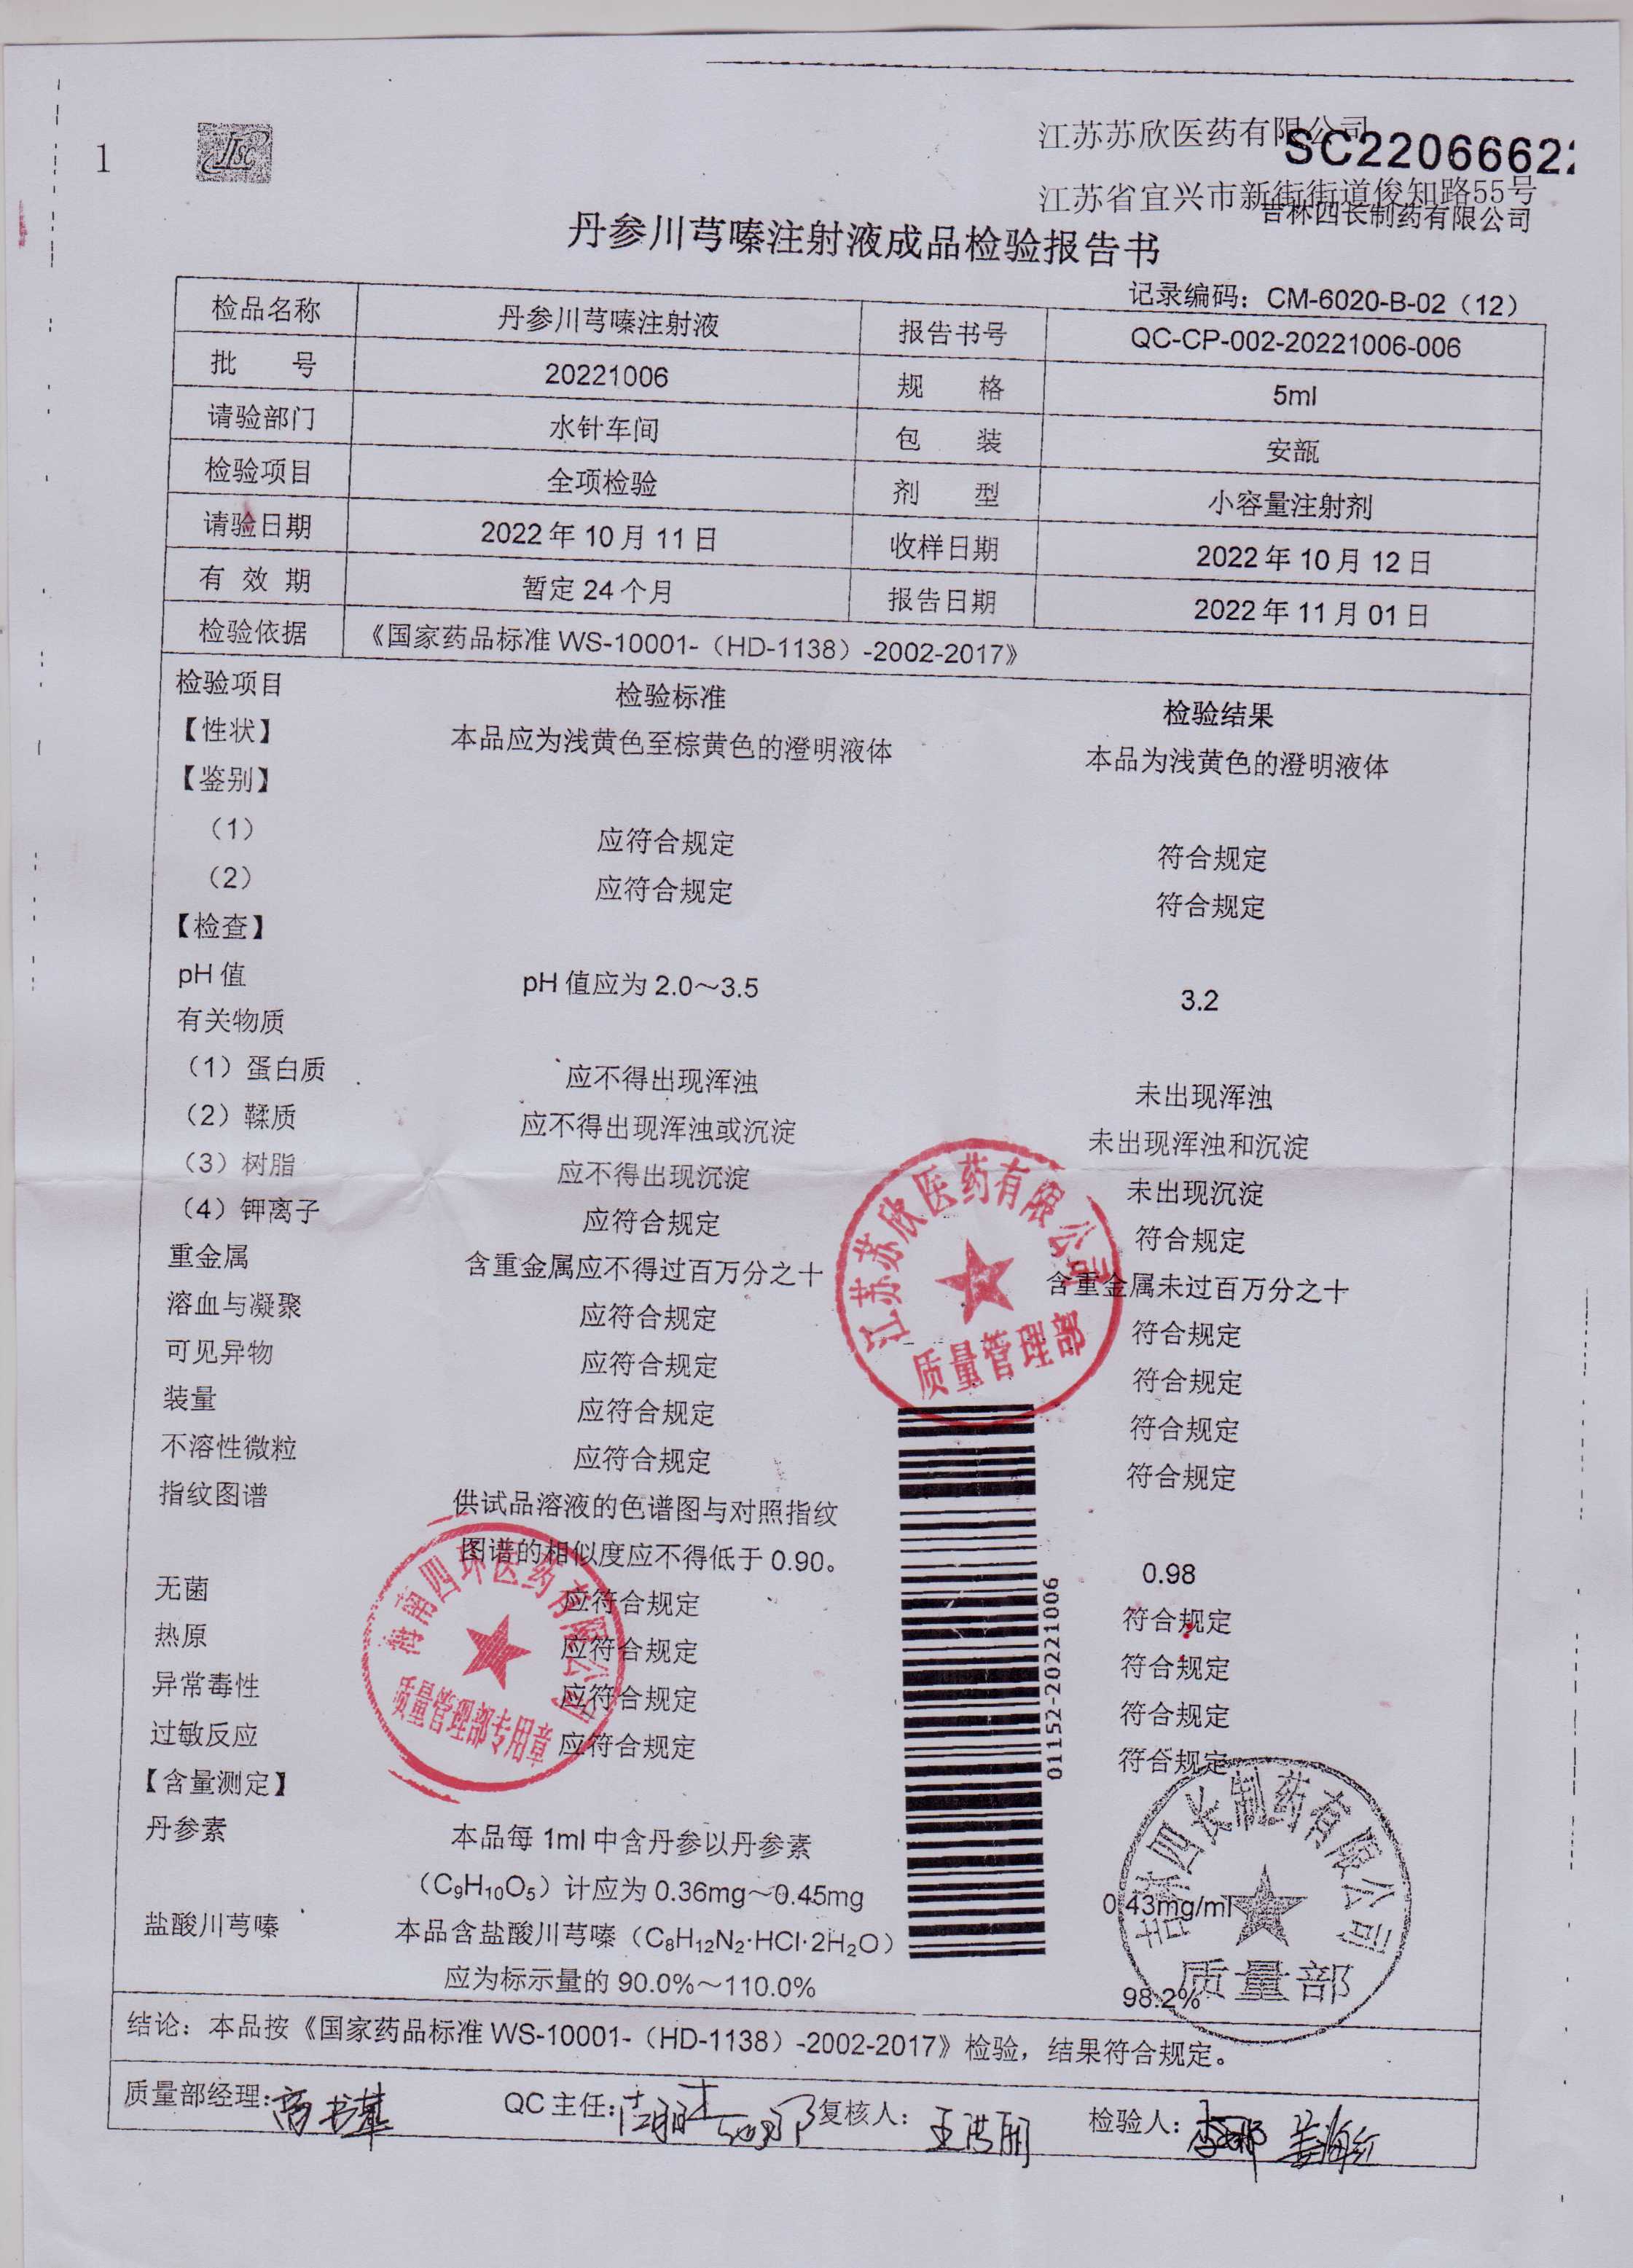 1
JLSC
江苏苏欣医药有限公司
SC2206662
江苏省宜兴市新街街道俊知路55号
吉林四长制药有限公司
丹参川芎嗪注射液成品检验报告书
记录编码：CM-6020-B-02（12）
检品名称 丹参川芎嗪注射液 报告书号 QC-CP-002-20221006-006
批 号 20221006 规 格 5ml
请验部门 水针车间 包 装 安瓿
检验项目 全项检验 剂 型 小容量注射剂
请验日期 2022年10月11日 收样日期 2022年10月12日
有 效 期 暂定24个月 报告日期 2022年11月01日
检验依据 《国家药品标准 WS-10001-（HD-1138）-2002-2017》
检验项目 检验标准 检验结果
【性状】 本品应为浅黄色至棕黄色的澄明液体 本品为浅黄色的澄明液体
【鉴别】
（1） 应符合规定 符合规定
（2） 应符合规定 符合规定
【检查】
pH值 pH值应为2.0～3.5 3.2
有关物质
（1）蛋白质 应不得出现浑浊 未出现浑浊
（2）鞣质 应不得出现浑浊或沉淀 未出现浑浊和沉淀
（3）树脂 应不得出现沉淀 未出现沉淀
（4）钾离子 应符合规定 符合规定
重金属 含重金属应不得过百万分之十 含重金属未过百万分之十
溶血与凝聚 应符合规定 符合规定
可见异物 应符合规定 符合规定
装量 应符合规定 符合规定
不溶性微粒 应符合规定 符合规定
指纹图谱 供试品溶液的色谱图与对照指纹
图谱的相似度应不得低于0.90。 0.98
无菌 应符合规定 符合规定
热原 应符合规定 符合规定
异常毒性 应符合规定 符合规定
过敏反应 应符合规定 符合规定
【含量测定】
丹参素 本品每1ml中含丹参以丹参素
（C₉H₁₀O₅）计应为0.36mg～0.45mg 0.43mg/ml
盐酸川芎嗪 本品含盐酸川芎嗪（C₈H₁₂N₂·HCl·2H₂O）
应为标示量的90.0%～110.0% 98.2%
结论：本品按《国家药品标准 WS-10001-（HD-1138）-2002-2017》检验，结果符合规定。
质量部经理： QC主任： 复核人：王洪丽 检验人：李娜 姜海红
江苏苏欣医药有限公司
质量管理部
海南四环医药有限公司
质量管理部专用章
01152-20221006
吉林四长制药有限公司
质量部